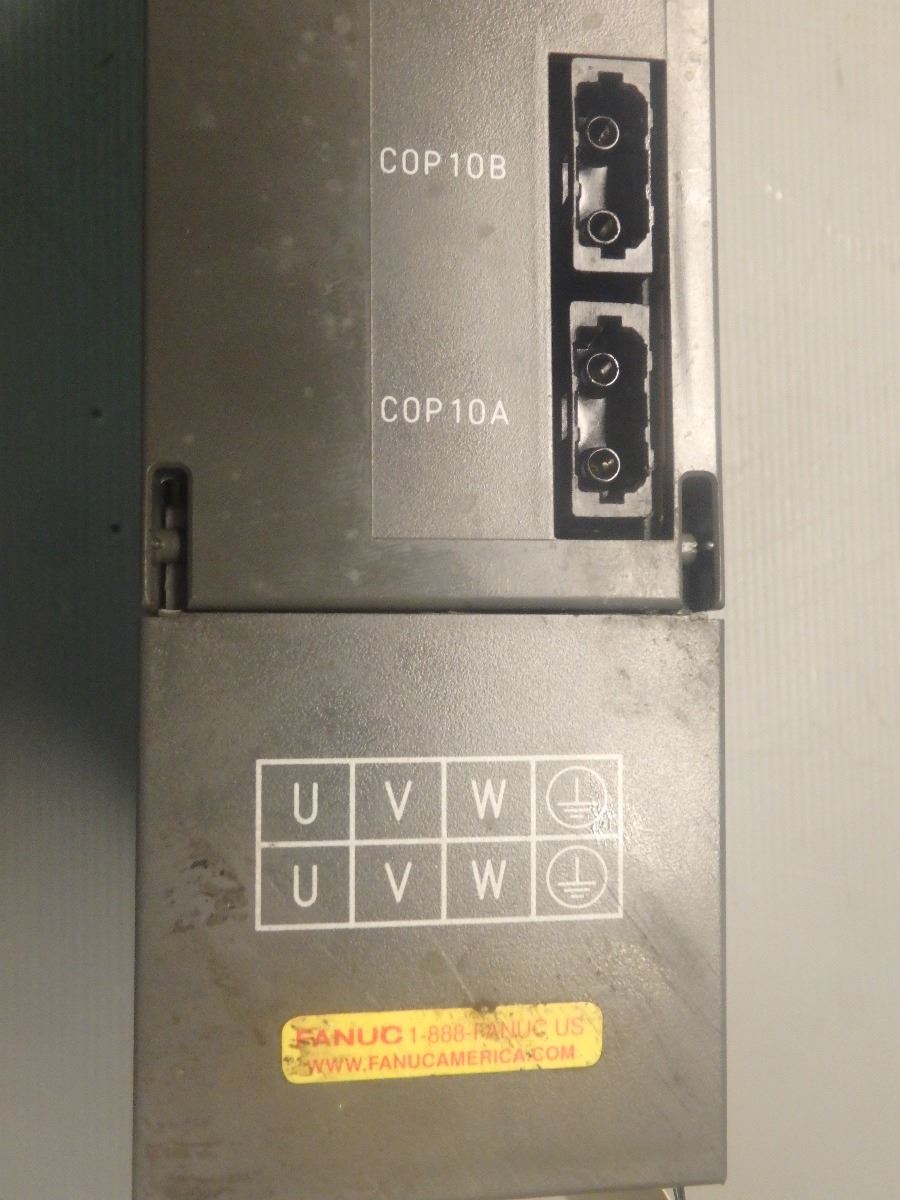 COP10B
COP10A
U V W
U V W
FANUC 1-888-FANUC US
WWW.FANUCAMERICA.COM